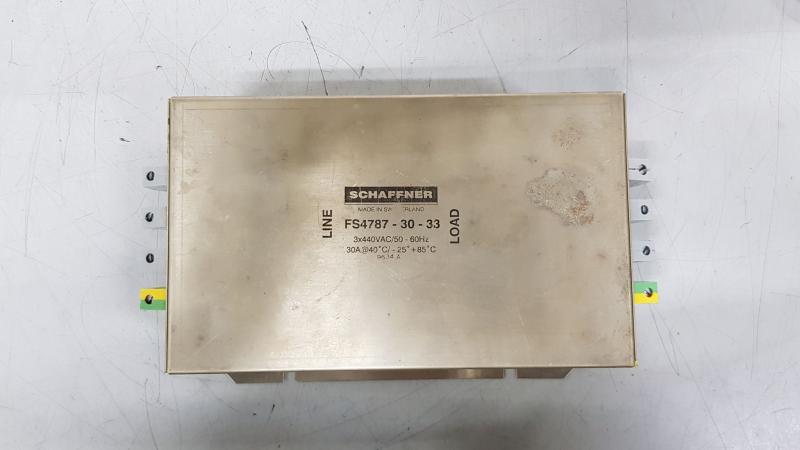 SCHAFFNER
MADE IN SWITZERLAND
LINE
FS4787 - 30 - 33
LOAD
3x440VAC/50 - 60Hz
30A @40°C/ - 25° + 85°C